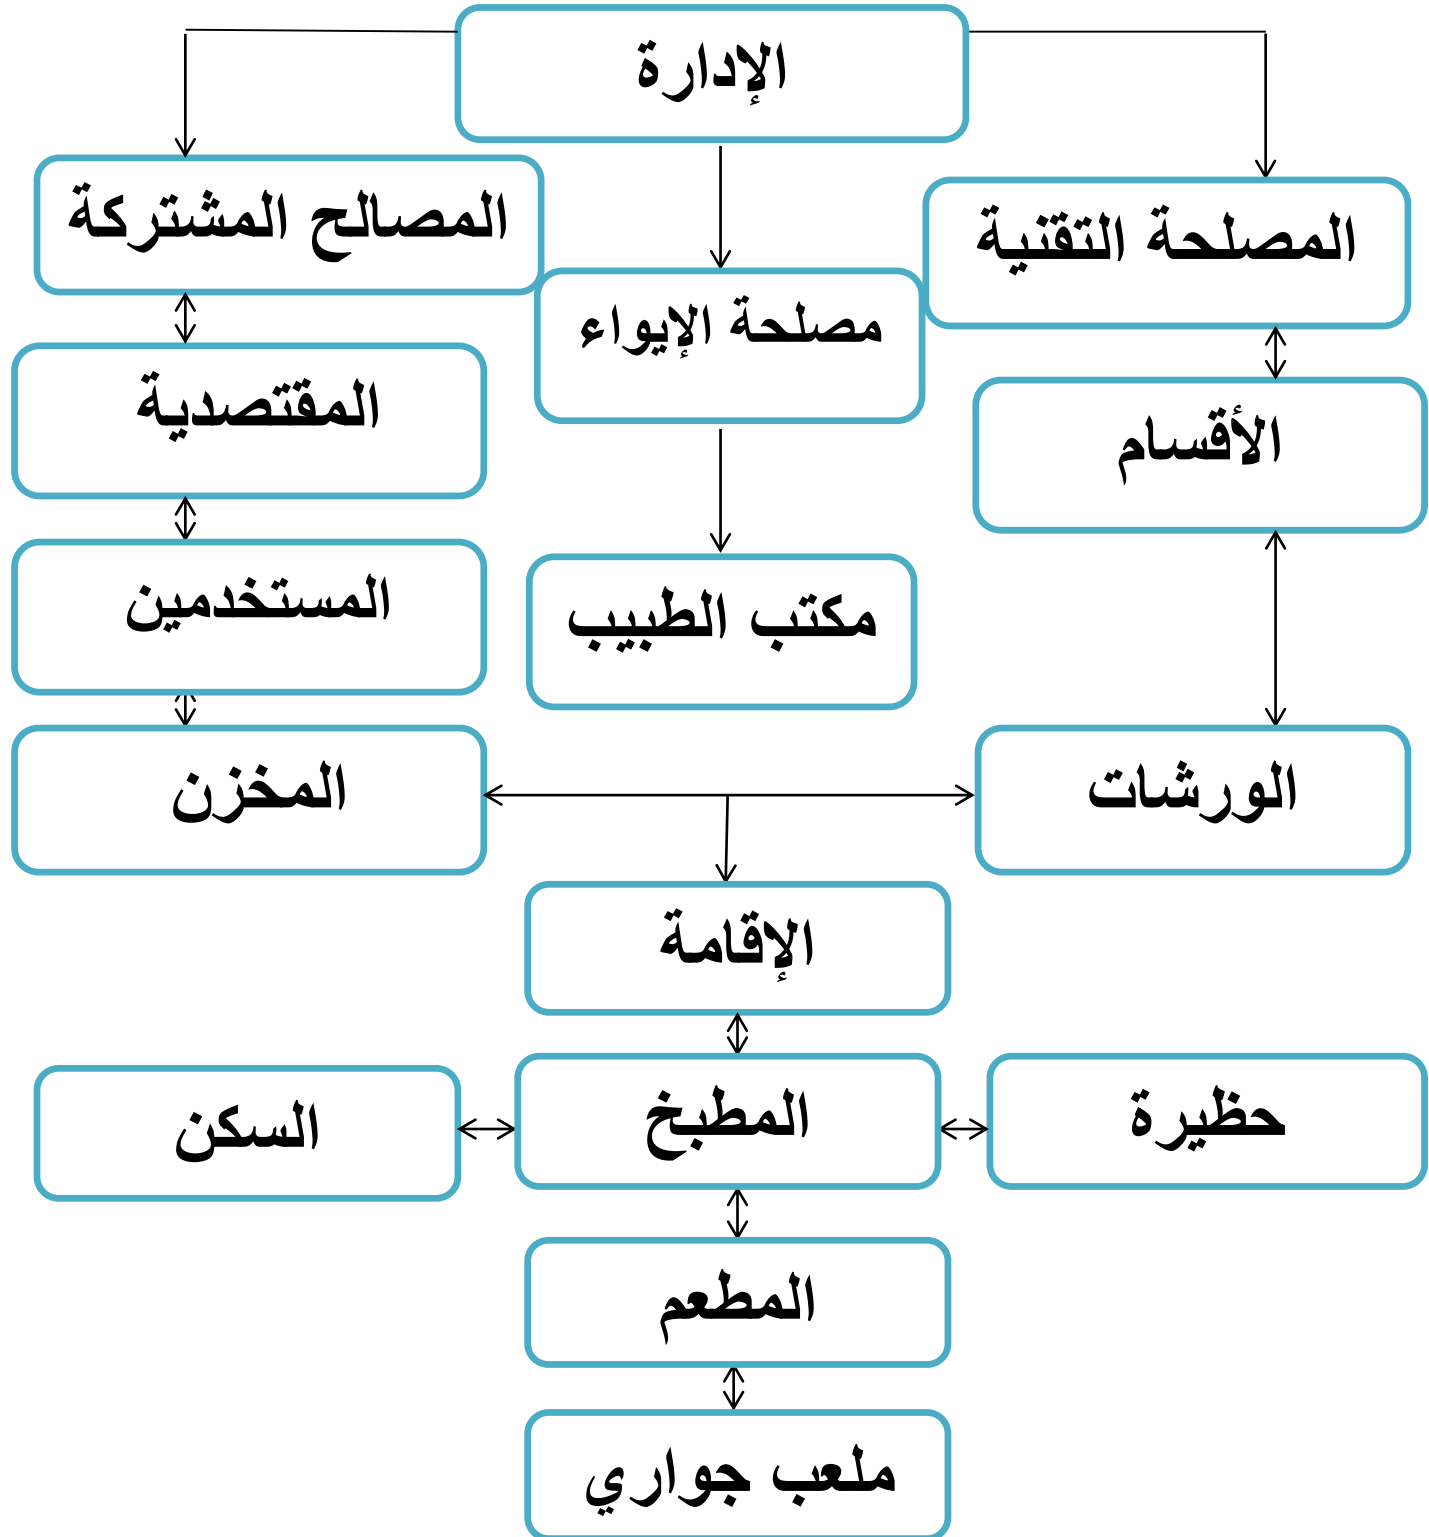 الإدارة
المصلحة التقنية
المصالح المشتركة
مصلحة الإيواء
الأقسام
المقتصدية
مكتب الطبيب
المستخدمين
الورشات
المخزن
الإقامة
حظيرة
المطبخ
السكن
المطعم
ملعب جواري